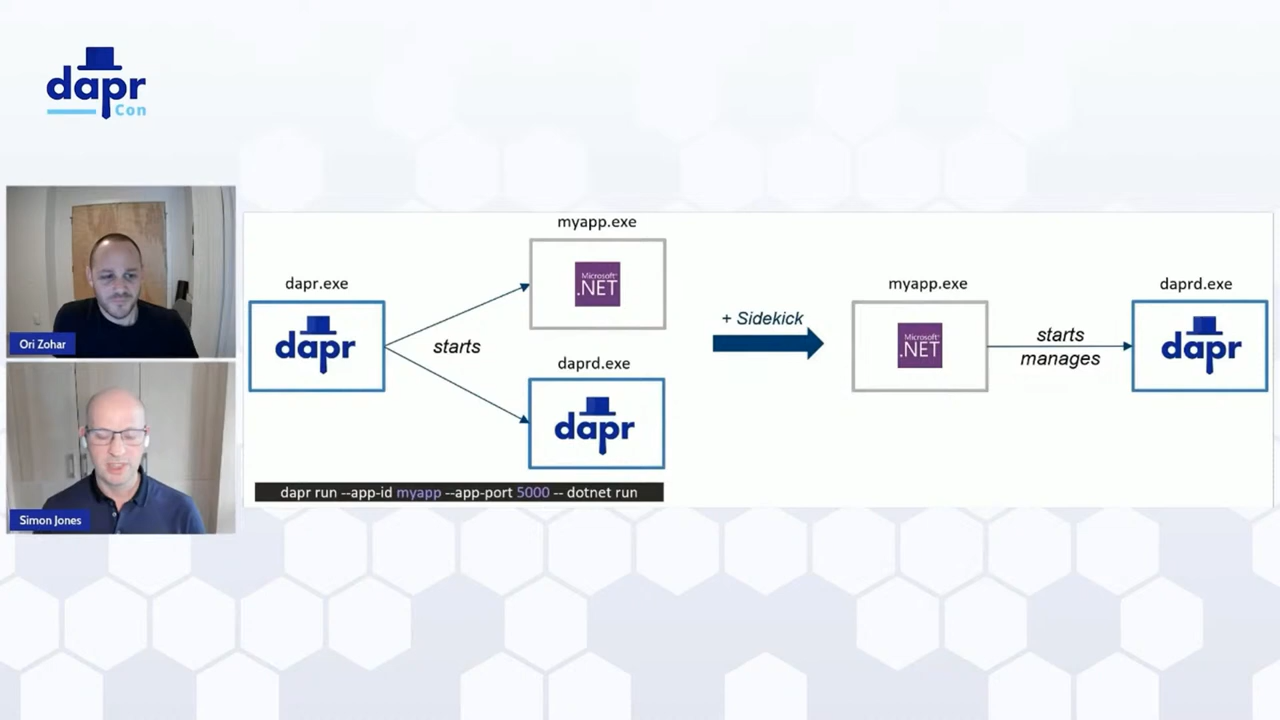 dapr
Con
Ori Zohar
Simon Jones
dapr.exe
dapr
starts
myapp.exe
Microsoft
.NET
daprd.exe
dapr
dapr run --app-id myapp --app-port 5000 -- dotnet run
+ Sidekick
myapp.exe
Microsoft
.NET
starts
manages
daprd.exe
dapr